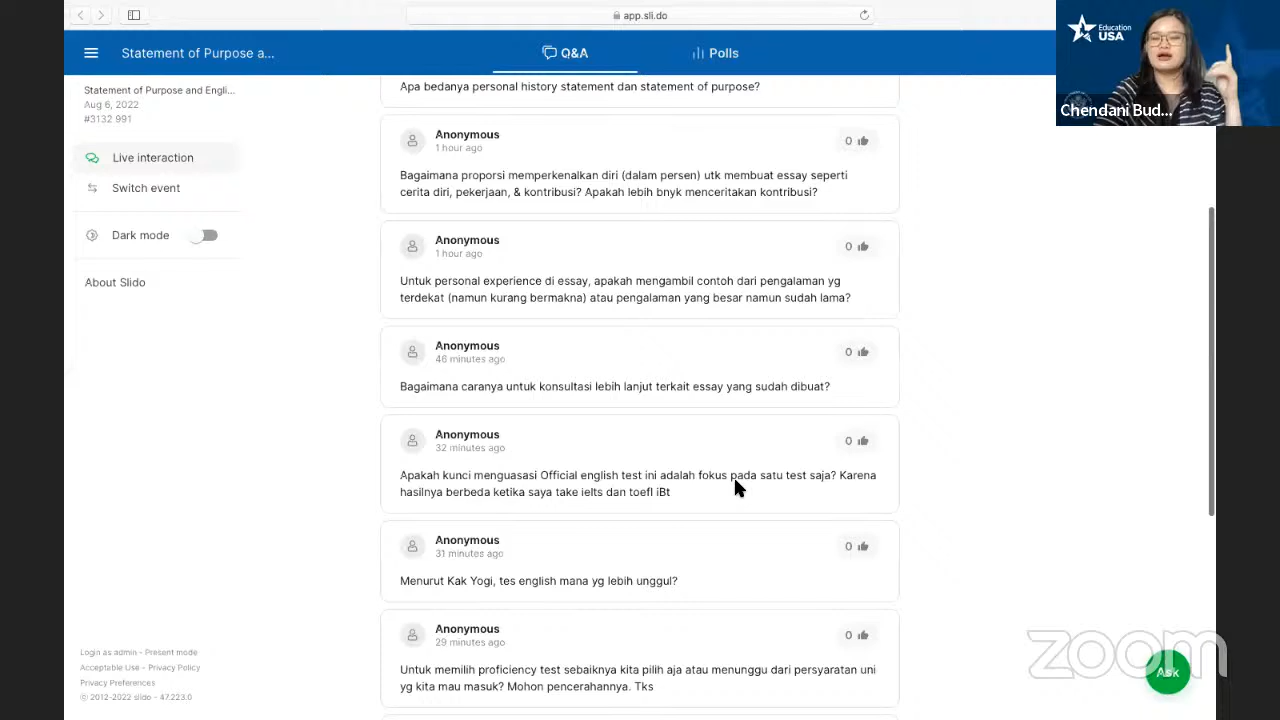 app.sli.do
Statement of Purpose a...
Q&A
Polls
Education
USA
Chendani Bud...
Statement of Purpose and Engli...
Aug 6, 2022
#3132 991
Live interaction
Switch event
Dark mode
About Slido
Apa bedanya personal history statement dan statement of purpose?
Anonymous
1 hour ago
0
Bagaimana proporsi memperkenalkan diri (dalam persen) utk membuat essay seperti
cerita diri, pekerjaan, & kontribusi? Apakah lebih bnyk menceritakan kontribusi?
Anonymous
1 hour ago
0
Untuk personal experience di essay, apakah mengambil contoh dari pengalaman yg
terdekat (namun kurang bermakna) atau pengalaman yang besar namun sudah lama?
Anonymous
46 minutes ago
0
Bagaimana caranya untuk konsultasi lebih lanjut terkait essay yang sudah dibuat?
Anonymous
32 minutes ago
0
Apakah kunci menguasasi Official english test ini adalah fokus pada satu test saja? Karena
hasilnya berbeda ketika saya take ielts dan toefl iBt
Anonymous
31 minutes ago
0
Menurut Kak Yogi, tes english mana yg lebih unggul?
Anonymous
29 minutes ago
0
Untuk memilih proficiency test sebaiknya kita pilih aja atau menunggu dari persyaratan uni
yg kita mau masuk? Mohon pencerahannya. Tks
Login as admin - Present mode
Acceptable Use - Privacy Policy
Privacy Preferences
© 2012-2022 slido - 47.223.0
zoom
Ask